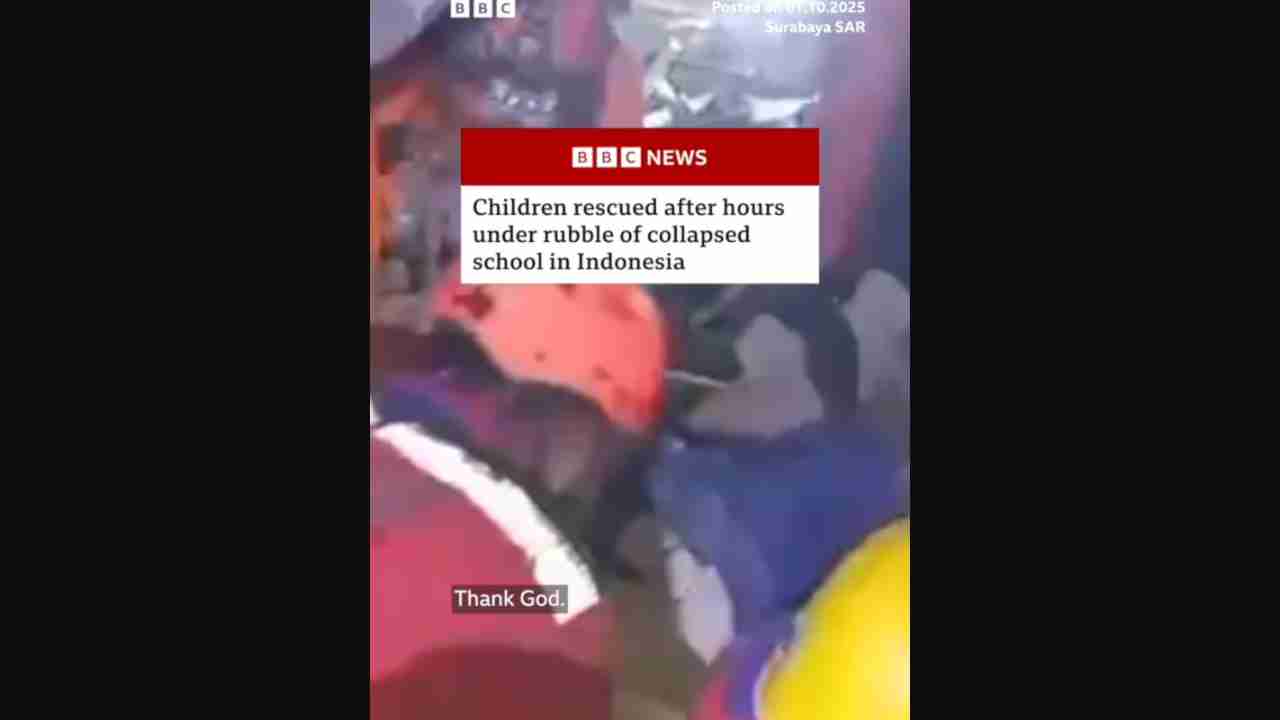 BBC
Posted on 01.10.2025
Surabaya SAR
BBC NEWS
Children rescued after hours
under rubble of collapsed
school in Indonesia
Thank God.